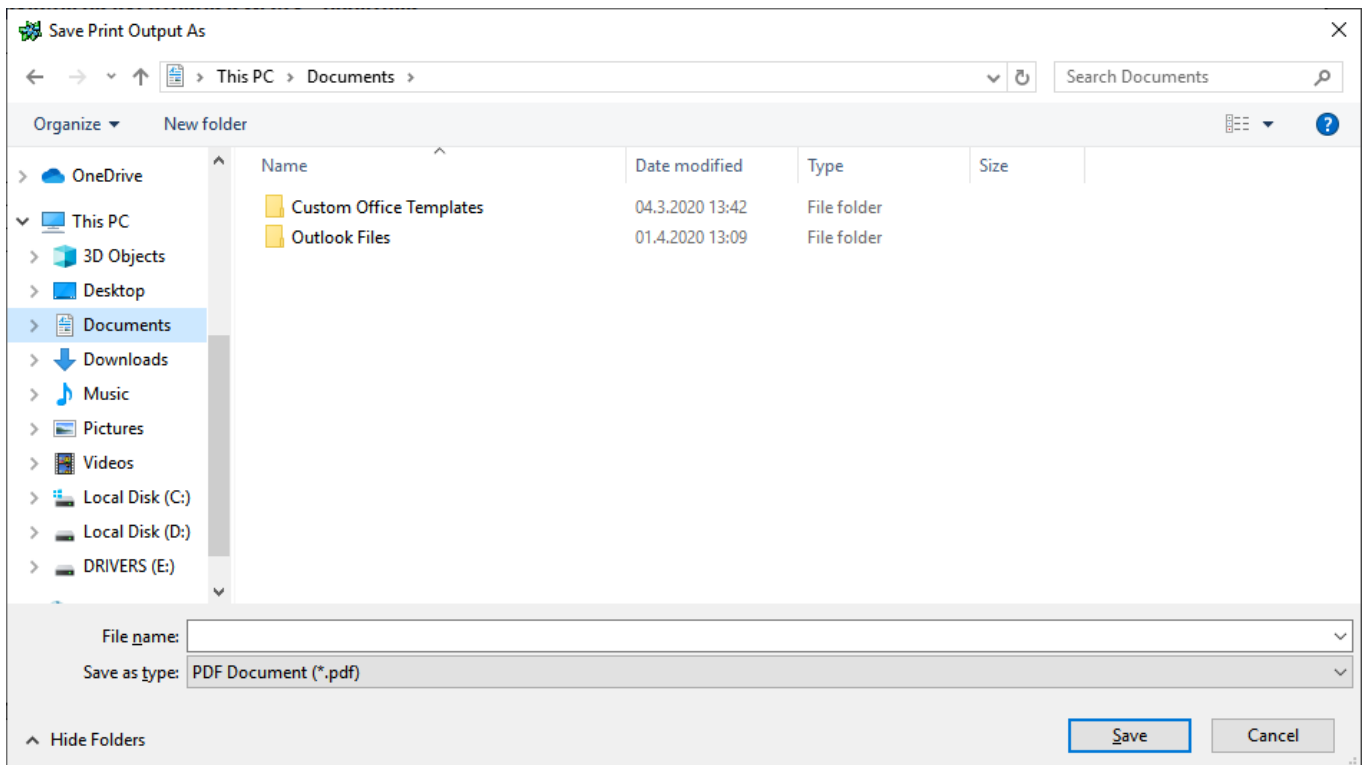 Save Print Output As
This PC > Documents >
Search Documents
Organize
New folder
Name Date modified Type Size
Custom Office Templates 04.3.2020 13:42 File folder
Outlook Files 01.4.2020 13:09 File folder
OneDrive
This PC
3D Objects
Desktop
Documents
Downloads
Music
Pictures
Videos
Local Disk (C:)
Local Disk (D:)
DRIVERS (E:)
File name:
Save as type: PDF Document (*.pdf)
Hide Folders
Save
Cancel